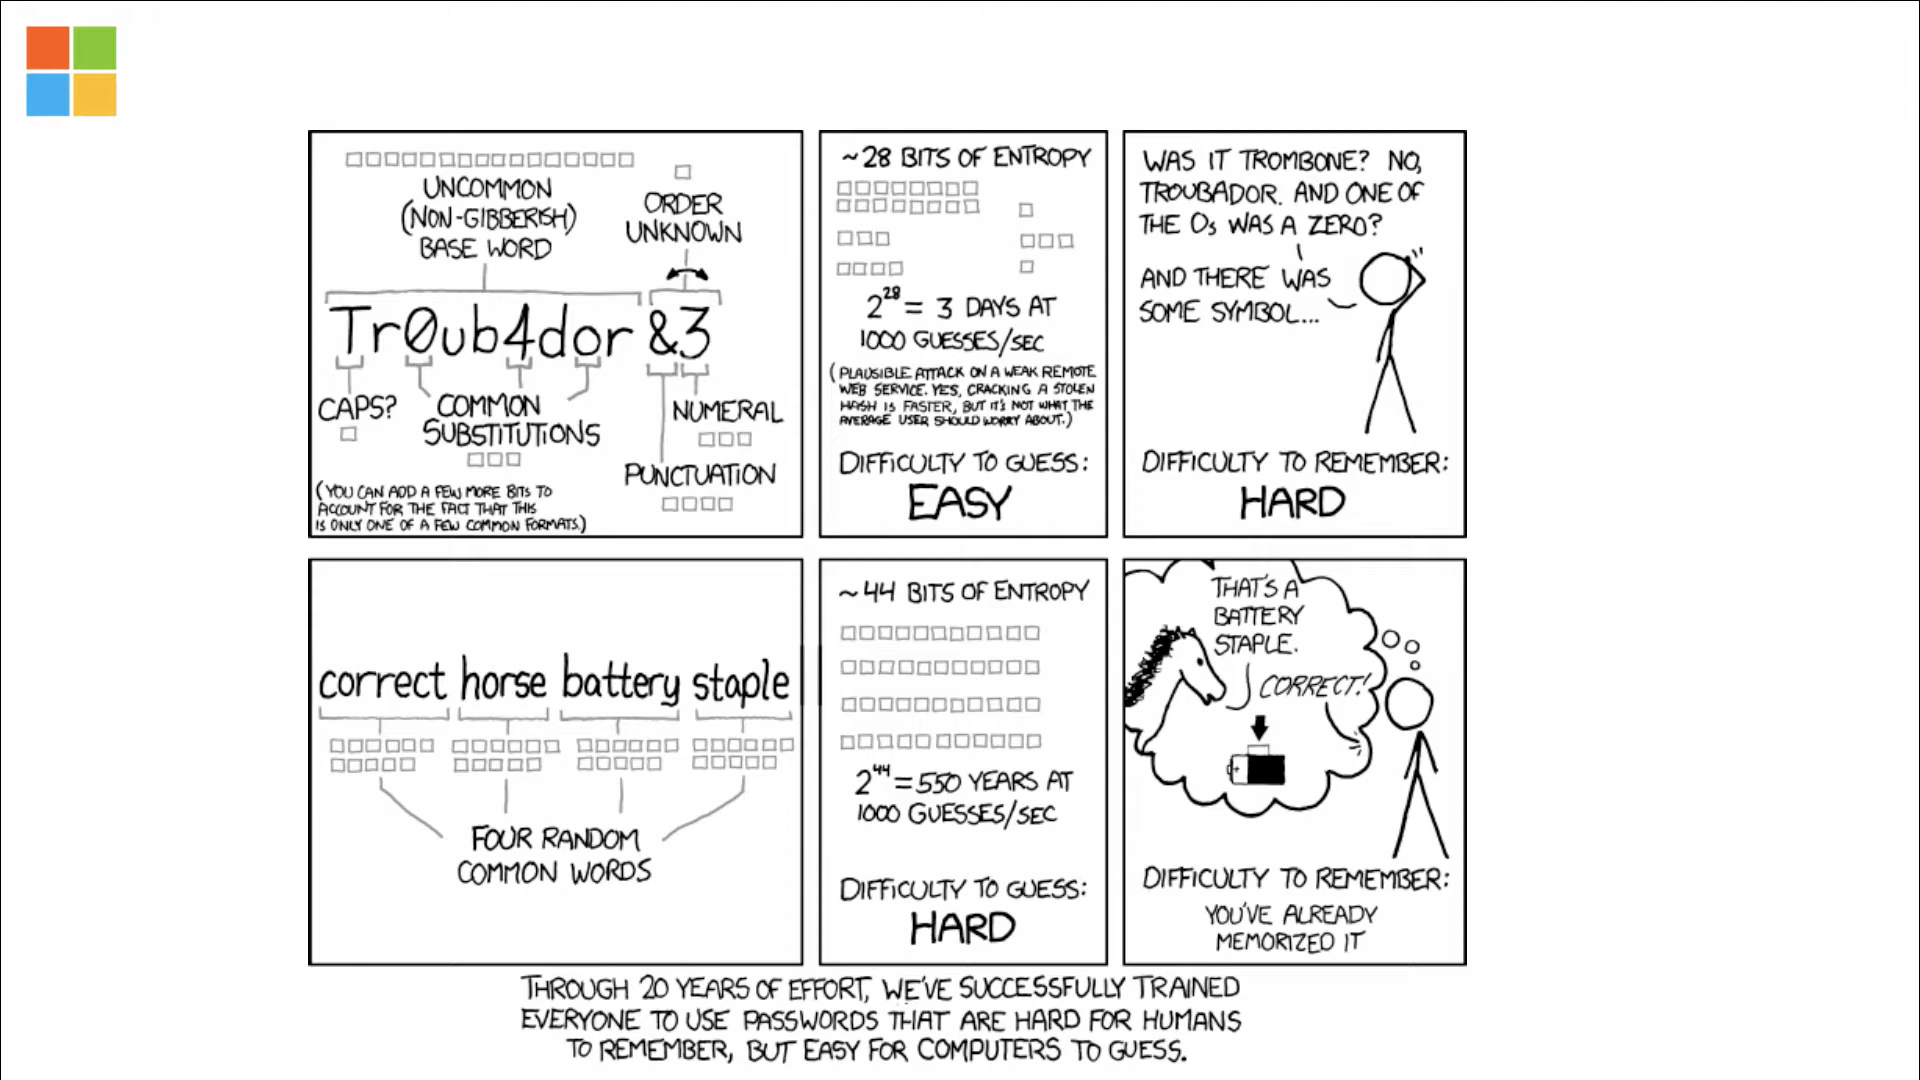 UNCOMMON
(NON-GIBBERISH)
BASE WORD
ORDER
UNKNOWN
Tr0ub4dor &3
CAPS?
COMMON
SUBSTITUTIONS
NUMERAL
PUNCTUATION
(YOU CAN ADD A FEW MORE BITS TO
ACCOUNT FOR THE FACT THAT THIS
IS ONLY ONE OF A FEW COMMON FORMATS.)
~28 BITS OF ENTROPY
2^28 = 3 DAYS AT
1000 GUESSES/SEC
(PLAUSIBLE ATTACK ON A WEAK REMOTE
WEB SERVICE. YES, CRACKING A STOLEN
HASH IS FASTER, BUT IT'S NOT WHAT THE
AVERAGE USER SHOULD WORRY ABOUT.)
DIFFICULTY TO GUESS:
EASY
WAS IT TROMBONE? NO,
TROUBADOR. AND ONE OF
THE Os WAS A ZERO?
AND THERE WAS
SOME SYMBOL...
DIFFICULTY TO REMEMBER:
HARD
correct horse battery staple
FOUR RANDOM
COMMON WORDS
~44 BITS OF ENTROPY
2^44 = 550 YEARS AT
1000 GUESSES/SEC
DIFFICULTY TO GUESS:
HARD
THAT'S A
BATTERY
STAPLE.
CORRECT!
DIFFICULTY TO REMEMBER:
YOU'VE ALREADY
MEMORIZED IT
THROUGH 20 YEARS OF EFFORT, WE'VE SUCCESSFULLY TRAINED
EVERYONE TO USE PASSWORDS THAT ARE HARD FOR HUMANS
TO REMEMBER, BUT EASY FOR COMPUTERS TO GUESS.